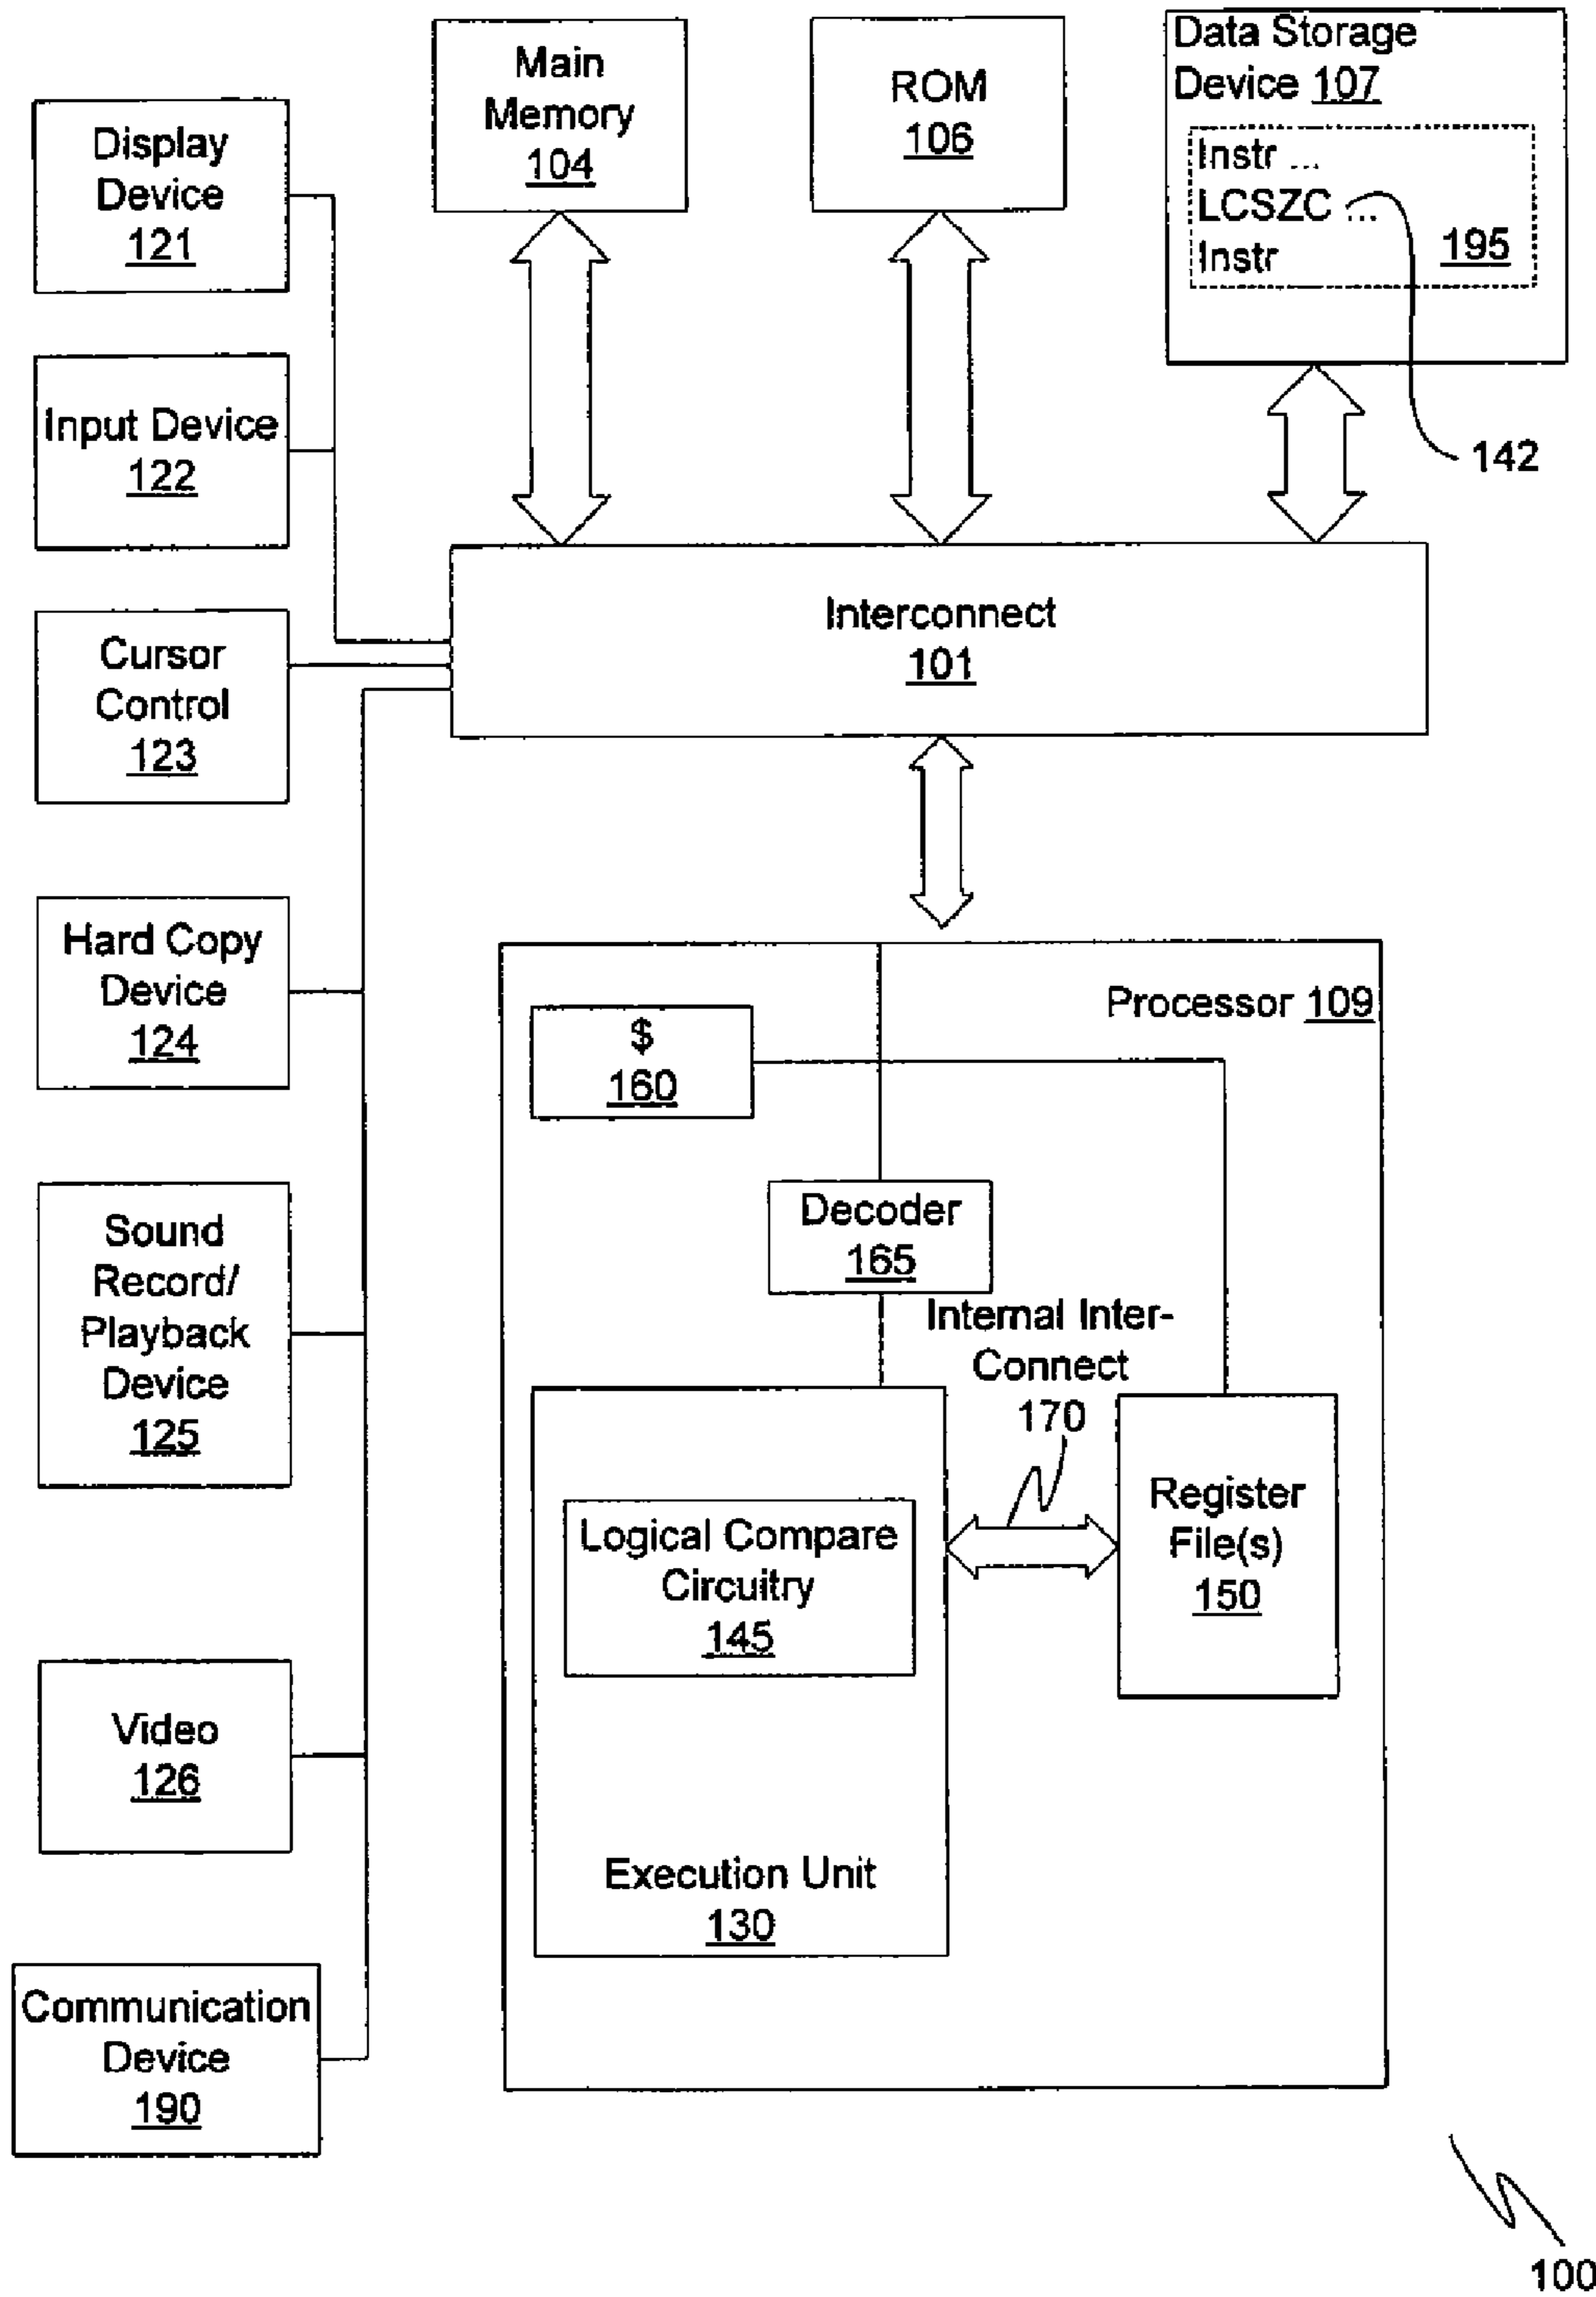 Main
Memory
104
ROM
106
Data Storage
Device 107
Instr ...
LCSZC ...
Instr
195
142
Display
Device
121
Input Device
122
Cursor
Control
123
Hard Copy
Device
124
Sound
Record/
Playback
Device
125
Video
126
Communication
Device
190
Interconnect
101
Processor 109
$
160
Decoder
165
Internal Inter-
Connect
170
Logical Compare
Circuitry
145
Execution Unit
130
Register
File(s)
150
100